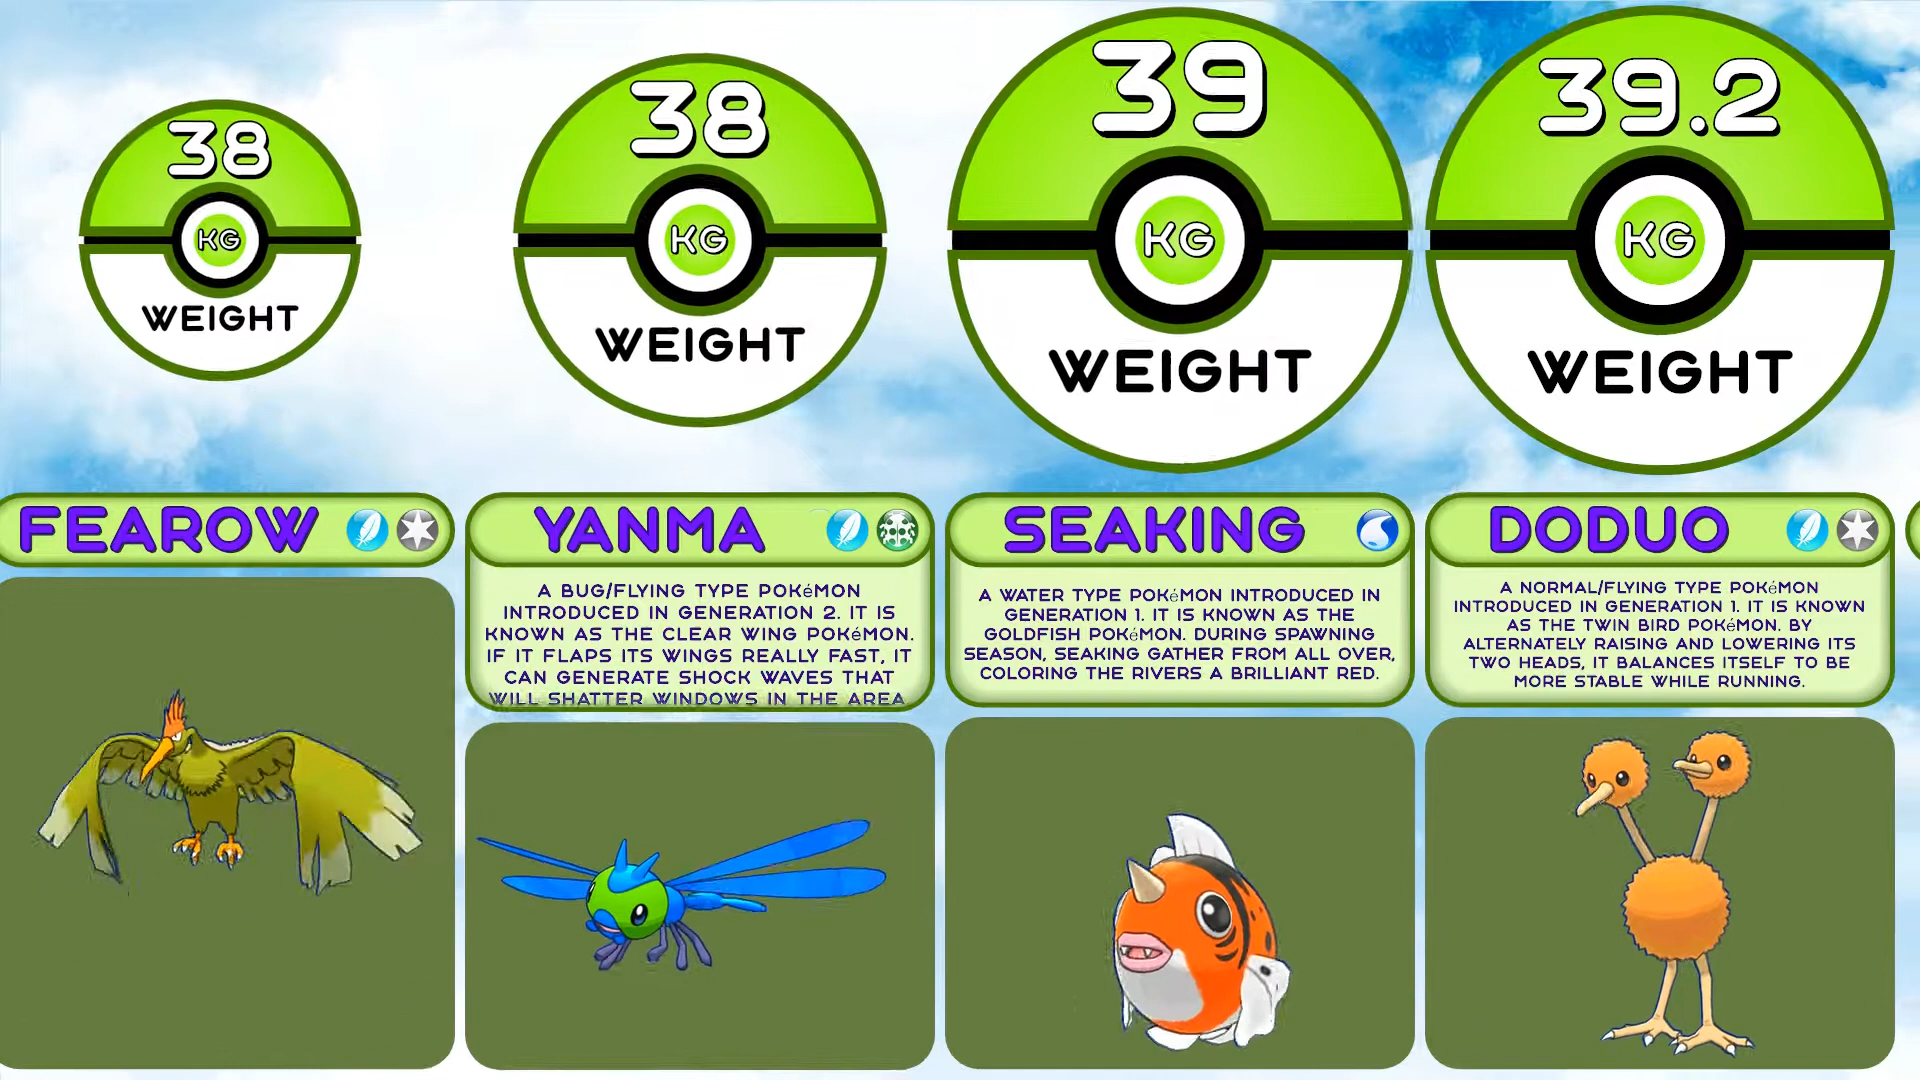 38
KG
WEIGHT
38
KG
WEIGHT
39
KG
WEIGHT
39.2
KG
WEIGHT
FEAROW
YANMA
A BUG/FLYING TYPE POKéMON
INTRODUCED IN GENERATION 2. IT IS
KNOWN AS THE CLEAR WING POKéMON.
IF IT FLAPS ITS WINGS REALLY FAST, IT
CAN GENERATE SHOCK WAVES THAT
WILL SHATTER WINDOWS IN THE AREA
SEAKING
A WATER TYPE POKéMON INTRODUCED IN
GENERATION 1. IT IS KNOWN AS THE
GOLDFISH POKéMON. DURING SPAWNING
SEASON, SEAKING GATHER FROM ALL OVER,
COLORING THE RIVERS A BRILLIANT RED.
DODUO
A NORMAL/FLYING TYPE POKéMON
INTRODUCED IN GENERATION 1. IT IS KNOWN
AS THE TWIN BIRD POKéMON. BY
ALTERNATELY RAISING AND LOWERING ITS
TWO HEADS, IT BALANCES ITSELF TO BE
MORE STABLE WHILE RUNNING.